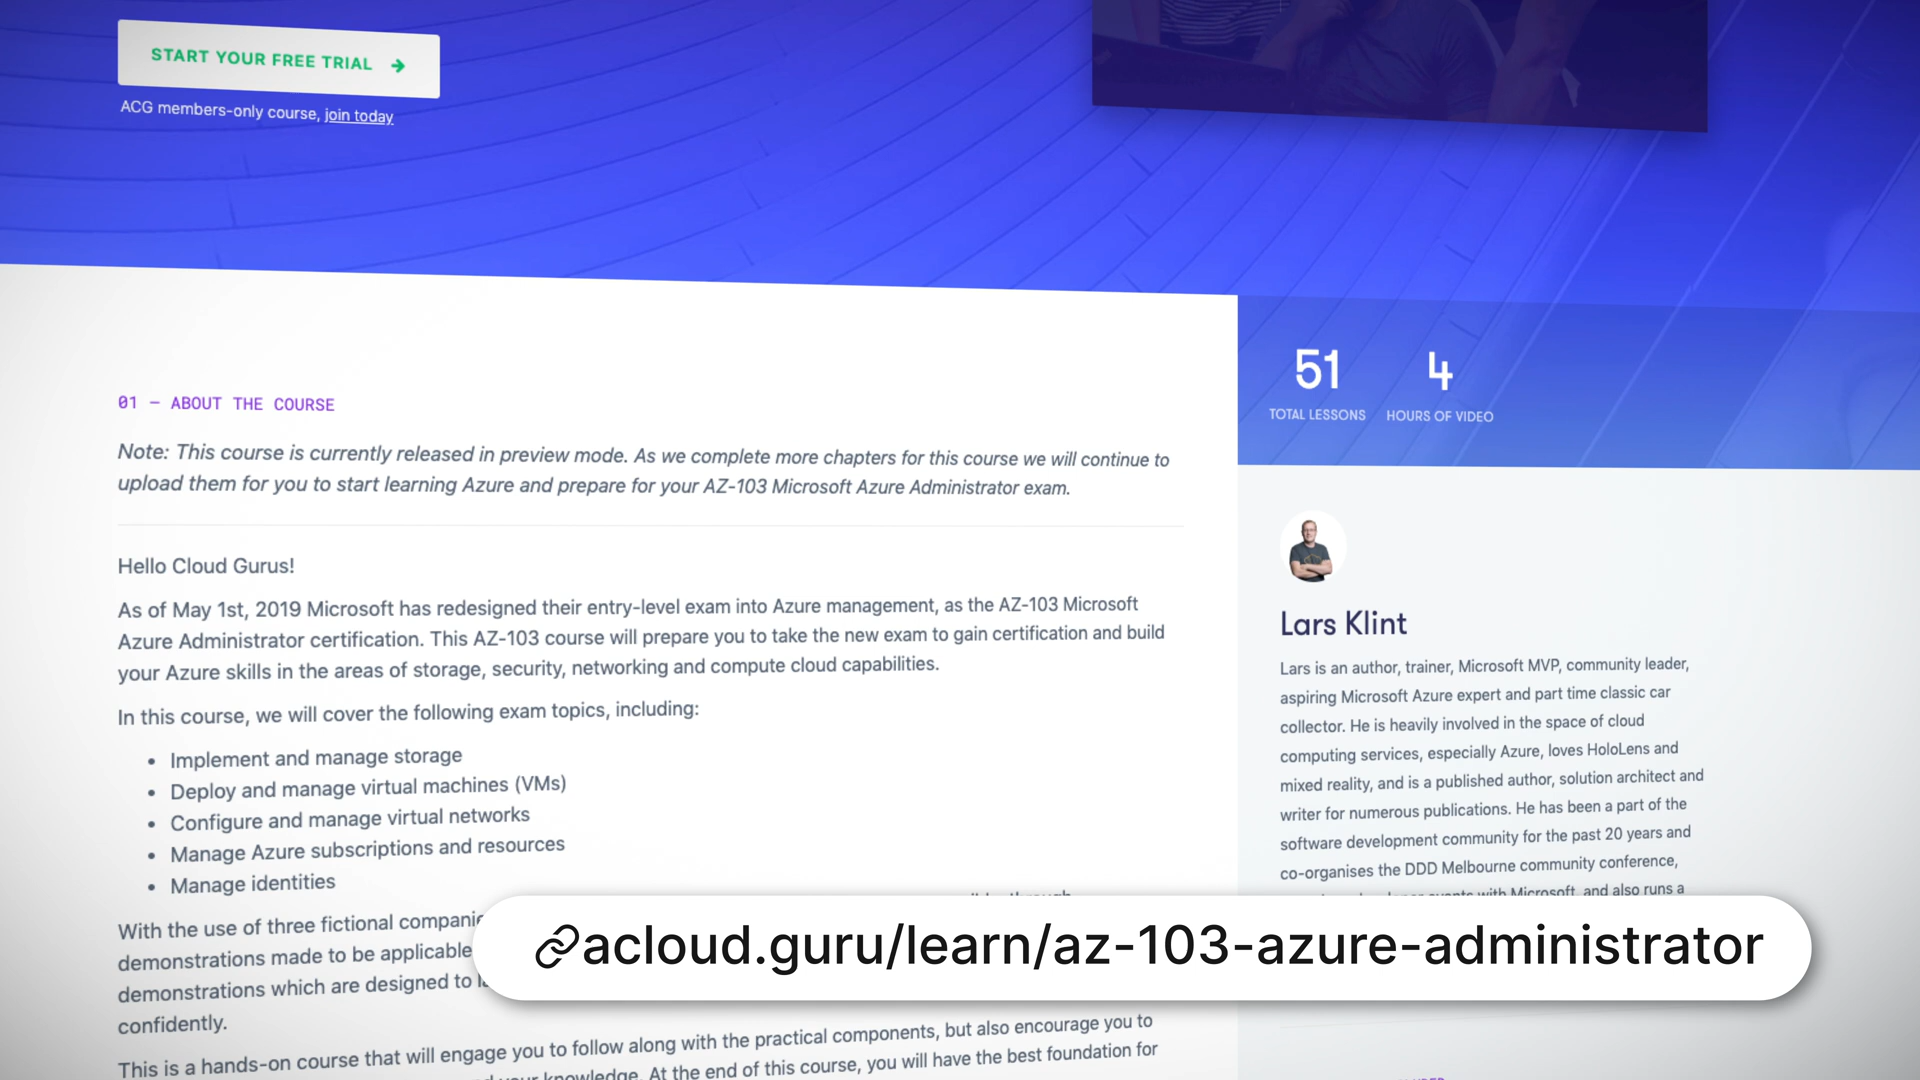 START YOUR FREE TRIAL
ACG members-only course, join today
51
TOTAL LESSONS
4
HOURS OF VIDEO
01 — ABOUT THE COURSE
Note: This course is currently released in preview mode. As we complete more chapters for this course we will continue to
upload them for you to start learning Azure and prepare for your AZ-103 Microsoft Azure Administrator exam.
Hello Cloud Gurus!
As of May 1st, 2019 Microsoft has redesigned their entry-level exam into Azure management, as the AZ-103 Microsoft
Azure Administrator certification. This AZ-103 course will prepare you to take the new exam to gain certification and build
your Azure skills in the areas of storage, security, networking and compute cloud capabilities.
In this course, we will cover the following exam topics, including:
• Implement and manage storage
• Deploy and manage virtual machines (VMs)
• Configure and manage virtual networks
• Manage Azure subscriptions and resources
• Manage identities
With the use of three fictional
demonstrations made to be applicable
demonstrations which are designed to
confidently.
This is a hands-on course that will engage you to follow along with the practical components, but also encourage you to
knowledge. At the end of this course, you will have the best foundation for
Lars Klint
Lars is an author, trainer, Microsoft MVP, community leader,
aspiring Microsoft Azure expert and part time classic car
collector. He is heavily involved in the space of cloud
computing services, especially Azure, loves HoloLens and
mixed reality, and is a published author, solution architect and
writer for numerous publications. He has been a part of the
software development community for the past 20 years and
co-organises the DDD Melbourne community conference,
events with Microsoft, and also runs a
acloud.guru/learn/az-103-azure-administrator